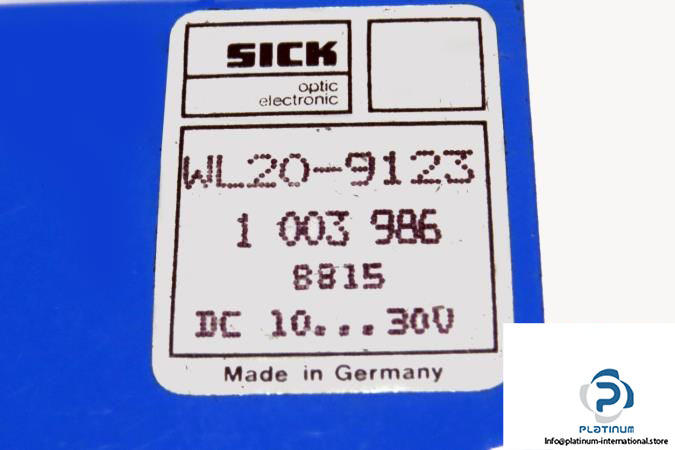 SICK
optic
electronic
WL20-9123
1 003 986
8815
DC 10...30V
Made in Germany
PLATINUM
Info@platinum-international.store